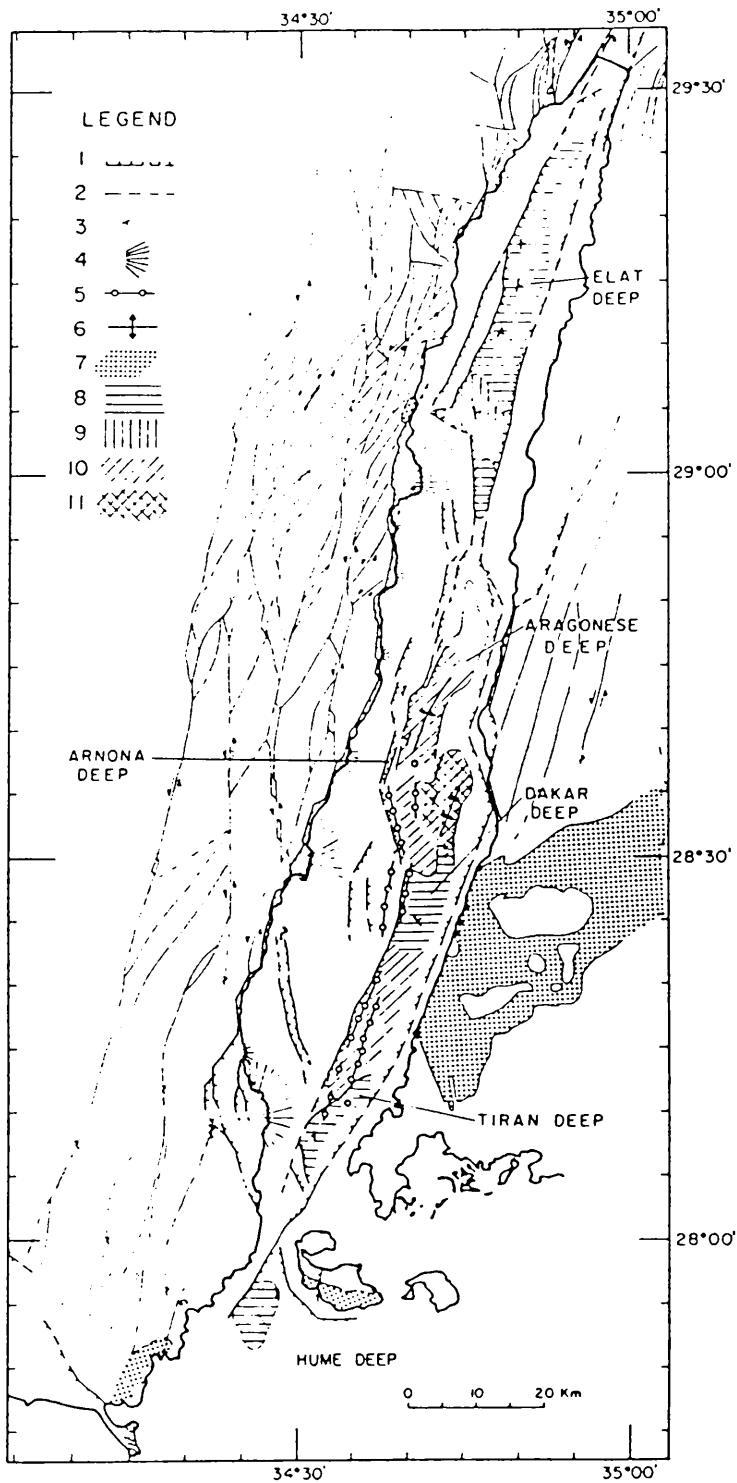 34°30'
35°00'
29°30'
LEGEND
1
2
3
4
5
6
7
8
9
10
11
ELAT
DEEP
29°00'
ARAGONESE
DEEP
ARNONA
DEEP
DAKAR
DEEP
28°30'
TIRAN DEEP
28°00'
HUME DEEP
0 10 20 Km
34°30'
35°00'